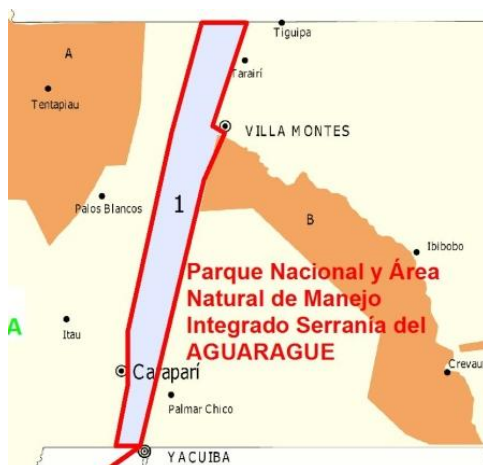 Tiguipa
A
Tarairí
Tentapiau
VILLA MONTES
Palos Blancos
1
B
Ibibobo
Parque Nacional y Área
Natural de Manejo
Integrado Serranía del
AGUARAGUE
A
Itau
Carapari
Crevau
Palmar Chico
YACUIBA